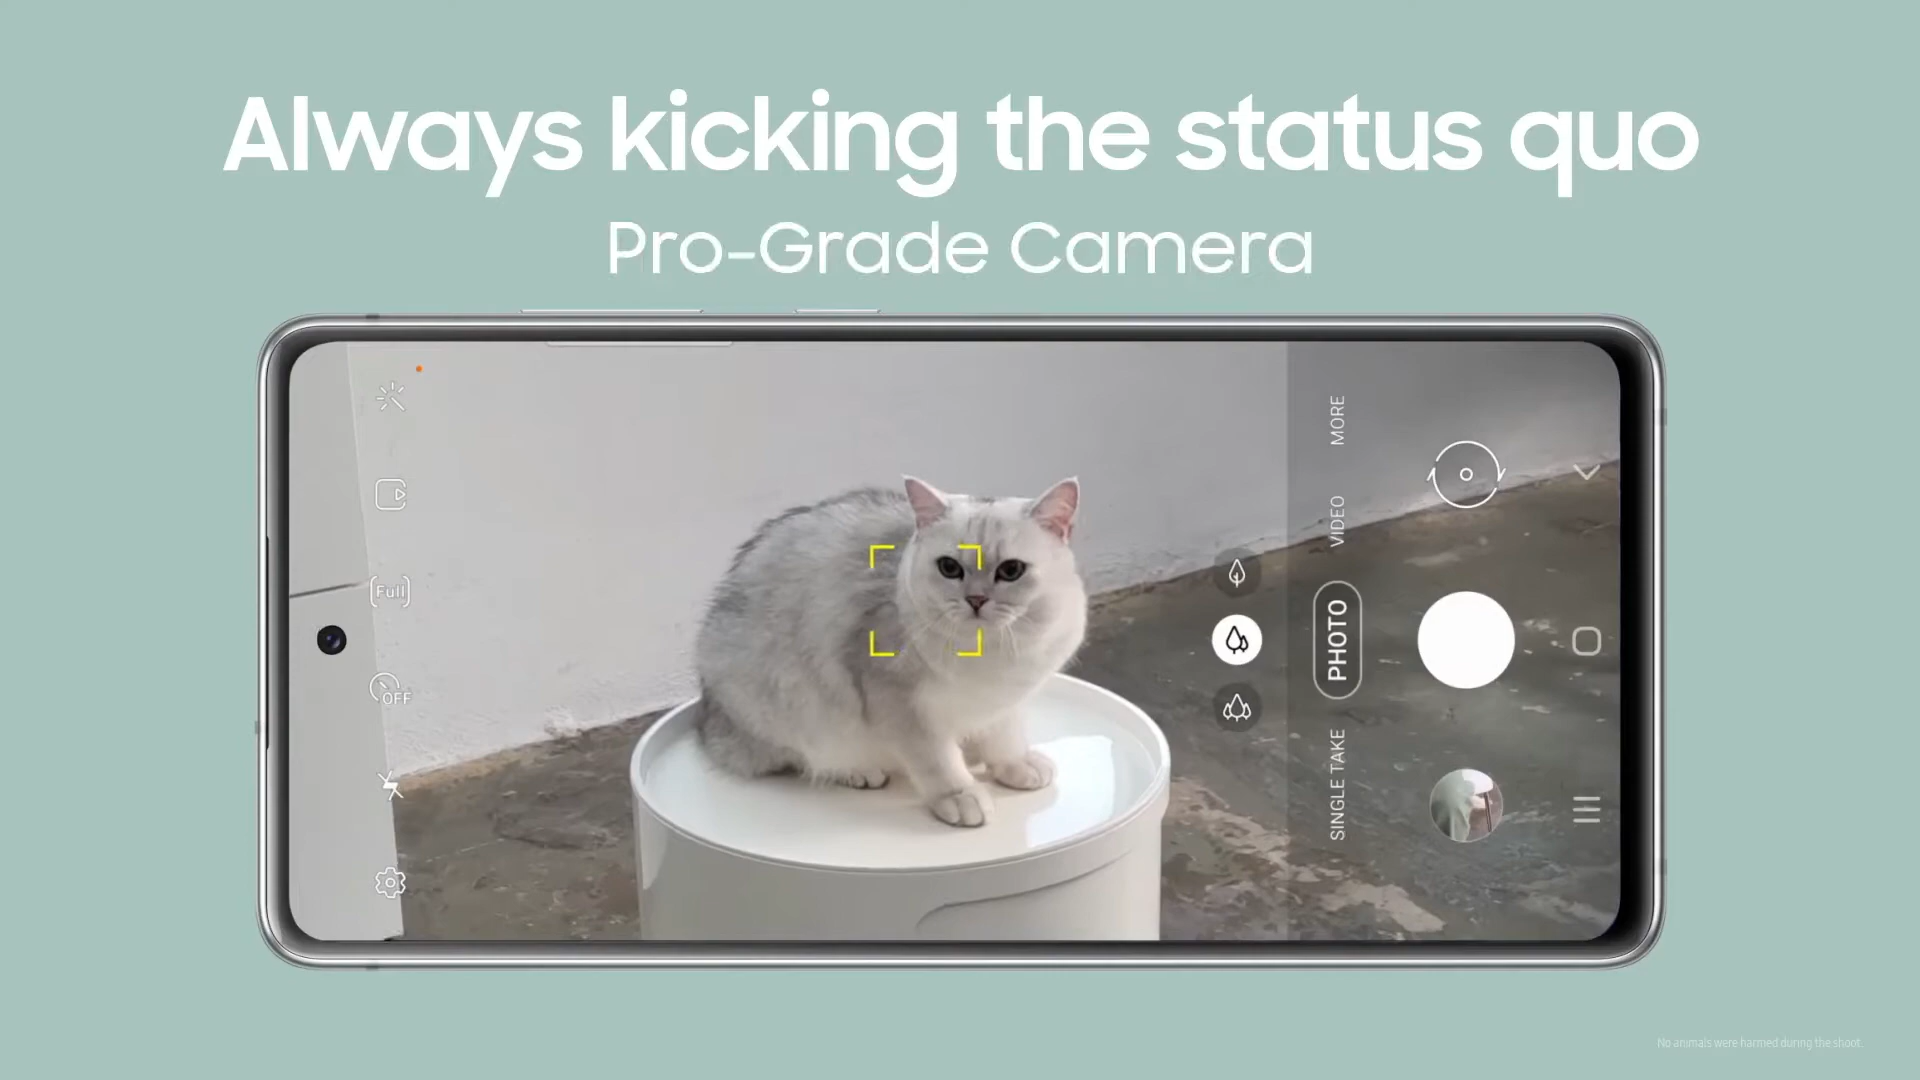 Always kicking the status quo
Pro-Grade Camera
Full
OFF
MORE
VIDEO
PHOTO
SINGLE TAKE
No animals were harmed during the shoot.